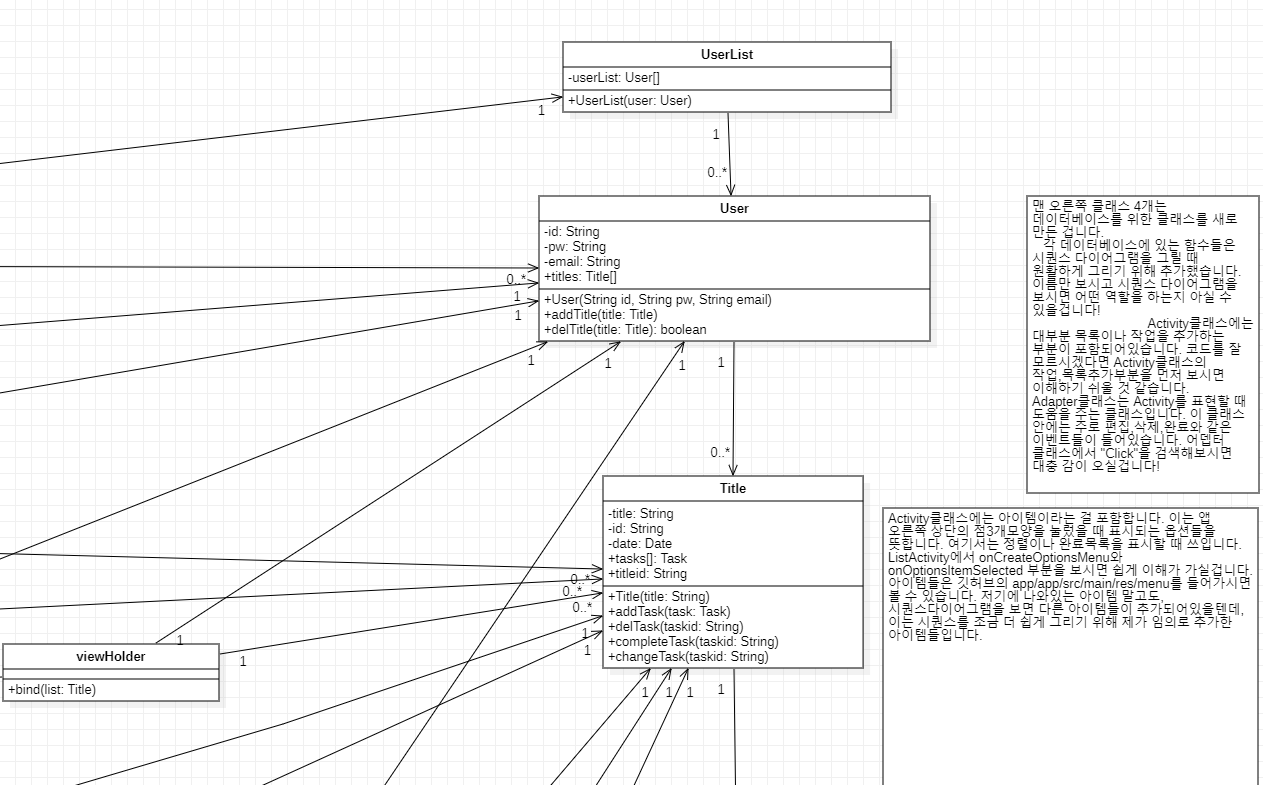 UserList
-userList: User[]
+UserList(user: User)
1
1
0..*
User
-id: String
-pw: String
-email: String
+titles: Title[]
+User(String id, String pw, String email)
+addTitle(title: Title)
+delTitle(title: Title): boolean
0..*
1
1
1
1
1
1
0..*
맨 오른쪽 클래스 4개는
데이터베이스를 위한 클래스를 새로
만든 겁니다.
각 데이터베이스에 있는 함수들은
시퀀스 다이어그램을 그릴 때
원활하게 그리기 위해 추가했습니다.
이름만 보시고 시퀀스 다이어그램을
보시면 어떤 역할을 하는지 아실 수
있을겁니다!
Activity클래스에는
대부분 목록이나 작업을 추가하는
부분이 포함되어있습니다. 코드를 잘
모르시겠다면 Activity클래스의
작업,목록추가부분을 먼저 보시면
이해하기 쉬울 것 같습니다.
Adapter클래스는 Activity를 표현할 때
도움을 주는 클래스입니다. 이 클래스
안에는 주로 편집,삭제,완료와 같은
이벤트들이 들어있습니다. 어뎁터
클래스에서 "Click"을 검색해보시면
대충 감이 오실겁니다!
Title
-title: String
-id: String
-date: Date
+tasks[]: Task
+titleid: String
+Title(title: String)
+addTask(task: Task)
+delTask(taskid: String)
+completeTask(taskid: String)
+changeTask(taskid: String)
0..*
0..*
0..*
1
1
1
1
1
1
Activity클래스에는 아이템이라는 걸 포함합니다. 이는 앱
오른쪽 상단의 점3개모양을 눌렀을 때 표시되는 옵션들을
뜻합니다. 여기서는 정렬이나 완료목록을 표시할 때 쓰입니다.
ListActivity에서 onCreateOptionsMenu와
onOptionsItemSelected 부분을 보시면 쉽게 이해가 가실겁니다.
아이템들은 깃허브의 app/app/src/main/res/menu를 들어가시면
볼 수 있습니다. 저기에 나와있는 아이템 말고도,
시퀀스다이어그램을 보면 다른 아이템들이 추가되어있을텐데,
이는 시퀀스를 조금 더 쉽게 그리기 위해 제가 임의로 추가한
아이템들입니다.
viewHolder
+bind(list: Title)
1
1